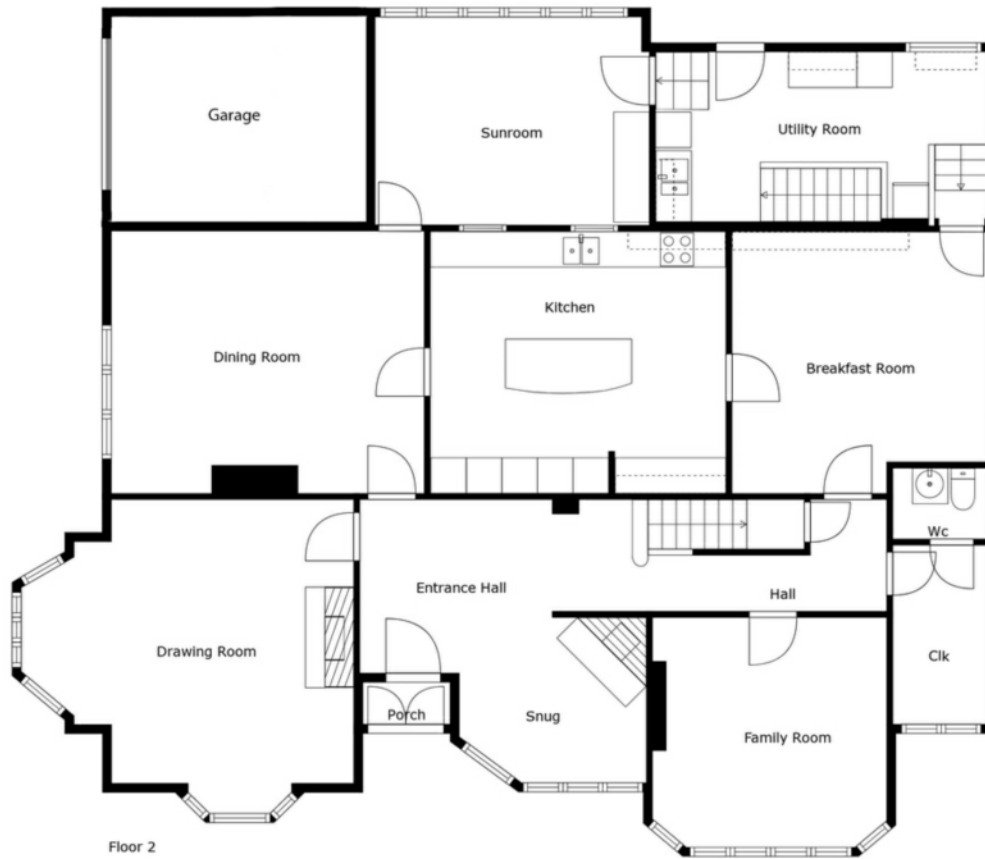 Garage
Sunroom
Utility Room
Kitchen
Dining Room
Breakfast Room
Wc
Entrance Hall
Hall
Drawing Room
Clk
Porch
Snug
Family Room
Floor 2